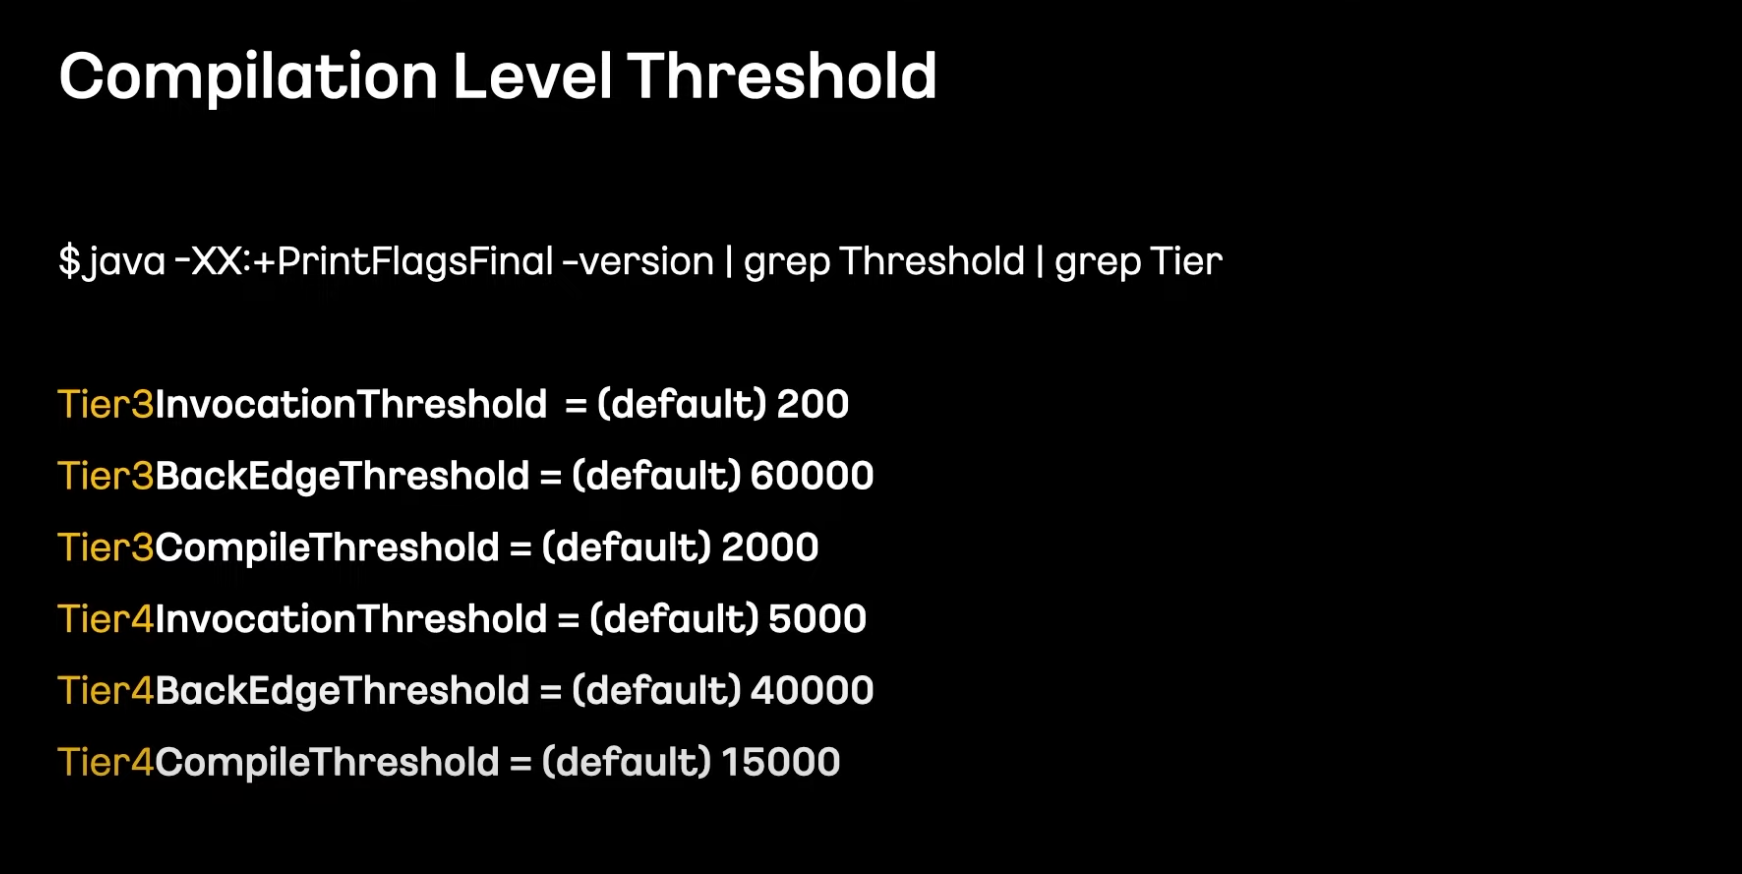 Compilation Level Threshold
$java -XX:+PrintFlagsFinal -version | grep Threshold | grep Tier
Tier3InvocationThreshold = (default) 200
Tier3BackEdgeThreshold = (default) 60000
Tier3CompileThreshold = (default) 2000
Tier4InvocationThreshold = (default) 5000
Tier4BackEdgeThreshold = (default) 40000
Tier4CompileThreshold = (default) 15000